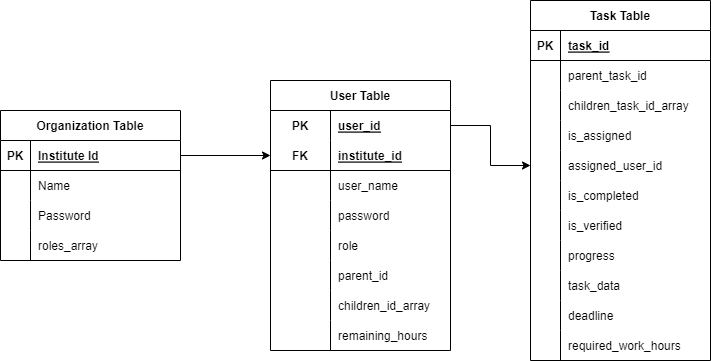 Organization Table
PK Institute Id
Name
Password
roles_array
User Table
PK user_id
FK institute_id
user_name
password
role
parent_id
children_id_array
remaining_hours
Task Table
PK task_id
parent_task_id
children_task_id_array
is_assigned
assigned_user_id
is_completed
is_verified
progress
task_data
deadline
required_work_hours